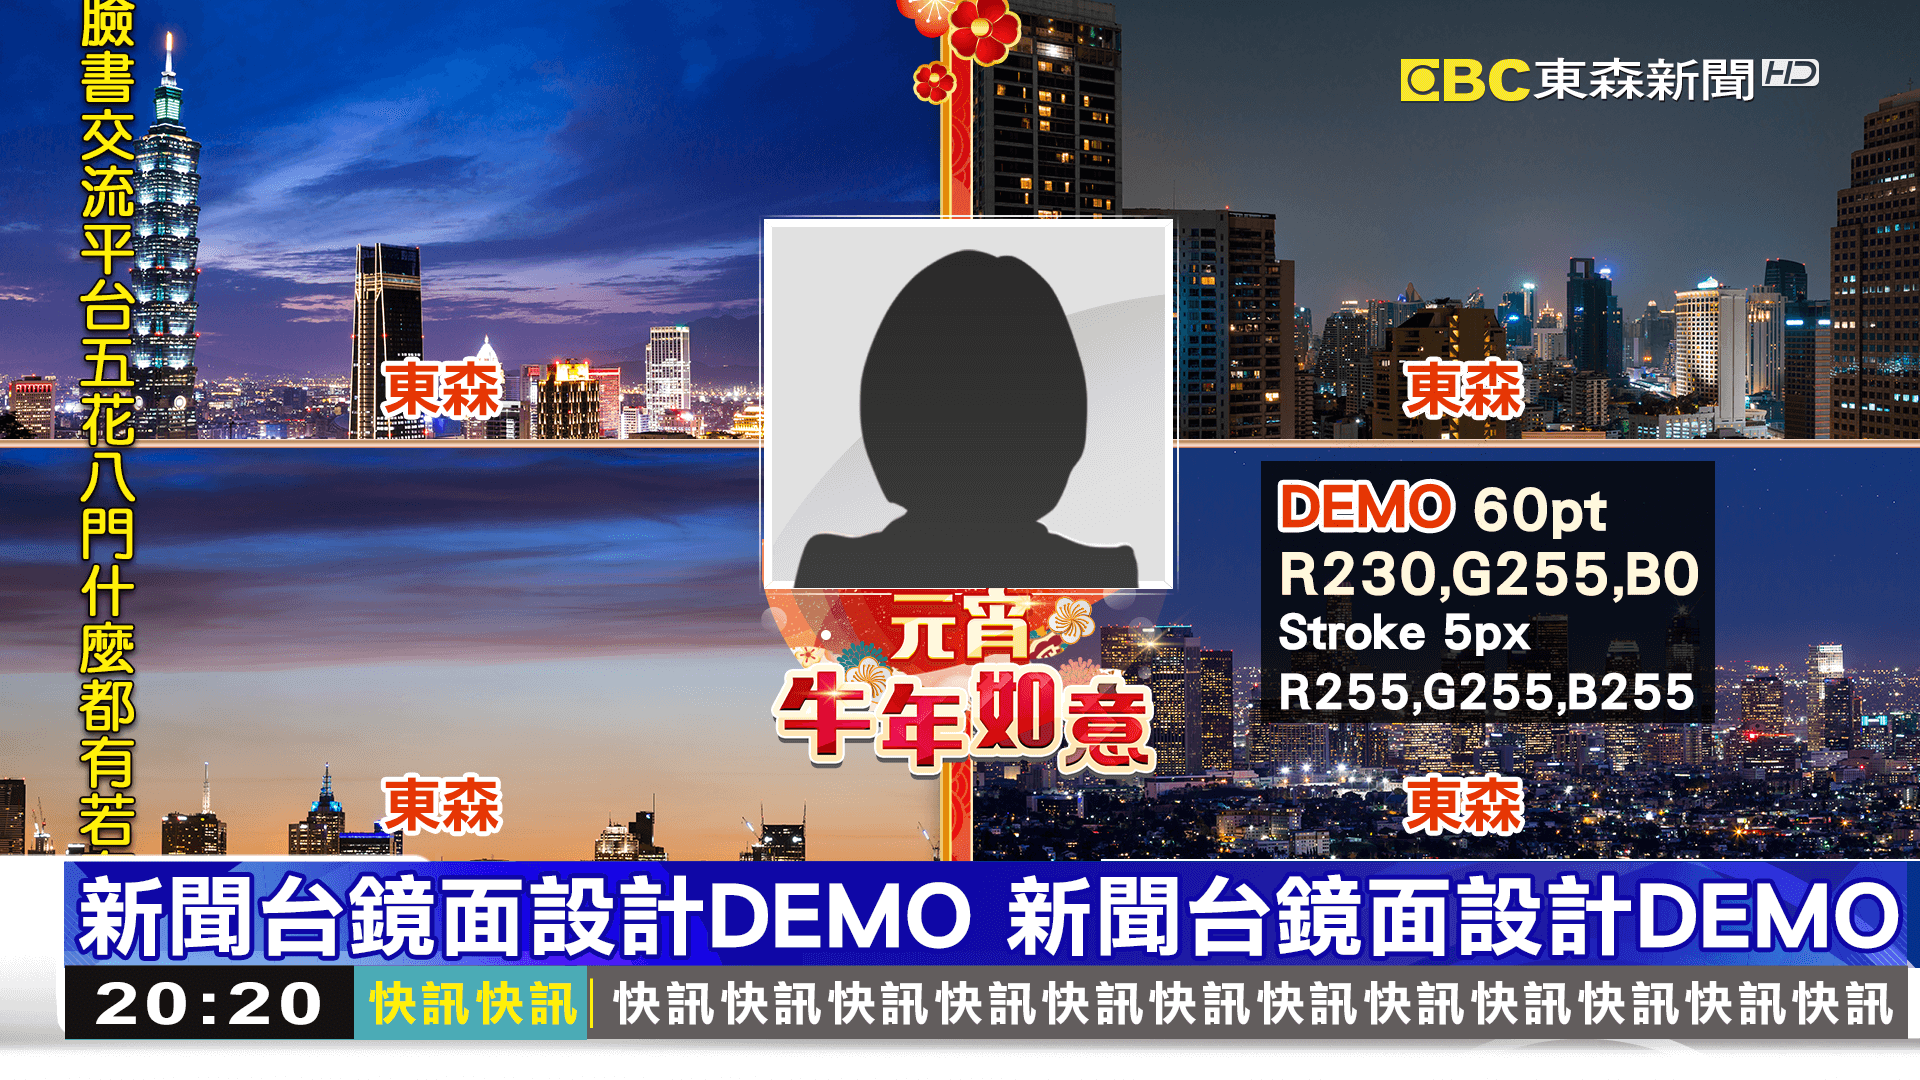 臉書交流平台五花八門什麼都有若
EBC東森新聞HD
東森
東森
DEMO 60pt
R230,G255,B0
Stroke 5px
R255,G255,B255
元宵
牛年如意
東森
東森
新聞台鏡面設計DEMO 新聞台鏡面設計DEMO
20:20
快訊快訊
快訊快訊快訊快訊快訊快訊快訊快訊快訊快訊快訊快訊